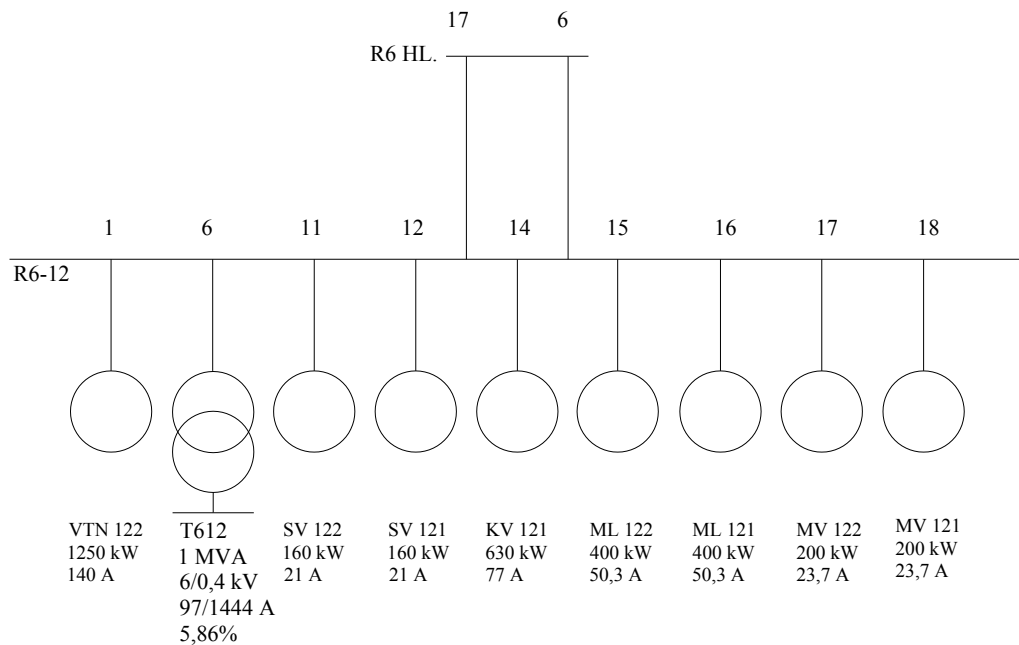 17 6
R6 HL.
1 6 11 12 14 15 16 17 18
R6-12
VTN 122
1250 kW
140 A
T612
1 MVA
6/0,4 kV
97/1444 A
5,86%
SV 122
160 kW
21 A
SV 121
160 kW
21 A
KV 121
630 kW
77 A
ML 122
400 kW
50,3 A
ML 121
400 kW
50,3 A
MV 122
200 kW
23,7 A
MV 121
200 kW
23,7 A